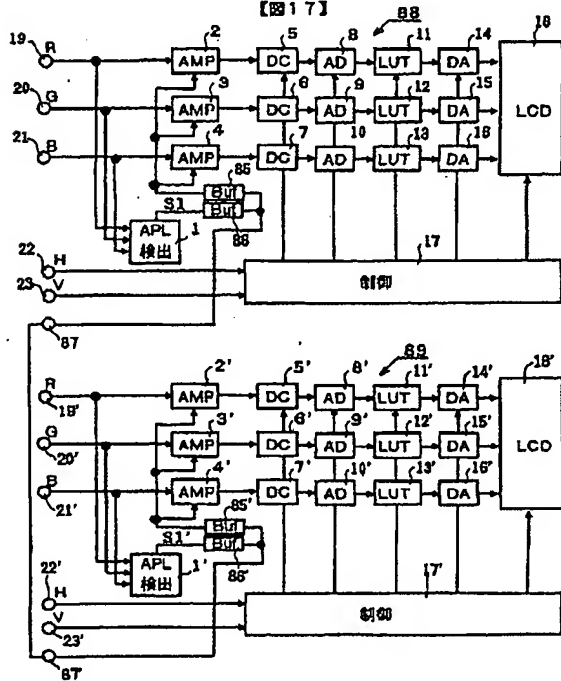 【図17】
88
19 R 2 5 8 11 14 18
AMP DC AD LUT DA
20 G 3 6 9 12 15
AMP DC AD LUT DA LCD
21 B 4 7 10 13 16
AMP DC AD LUT DA
85
Buf
S1 Buf
86
APL
検出
1
22 H 17
23 V 制御
87
89
R 2' 5' 8' 11' 14' 18'
19' AMP DC AD LUT DA
G 3' 6' 9' 12' 15'
20' AMP DC AD LUT DA LCD
B 4' 7' 10' 13' 16'
21' AMP DC AD LUT DA
Buf 85'
S1' Buf
86'
APL
検出
1'
22' H 17'
V 制御
23'
87'